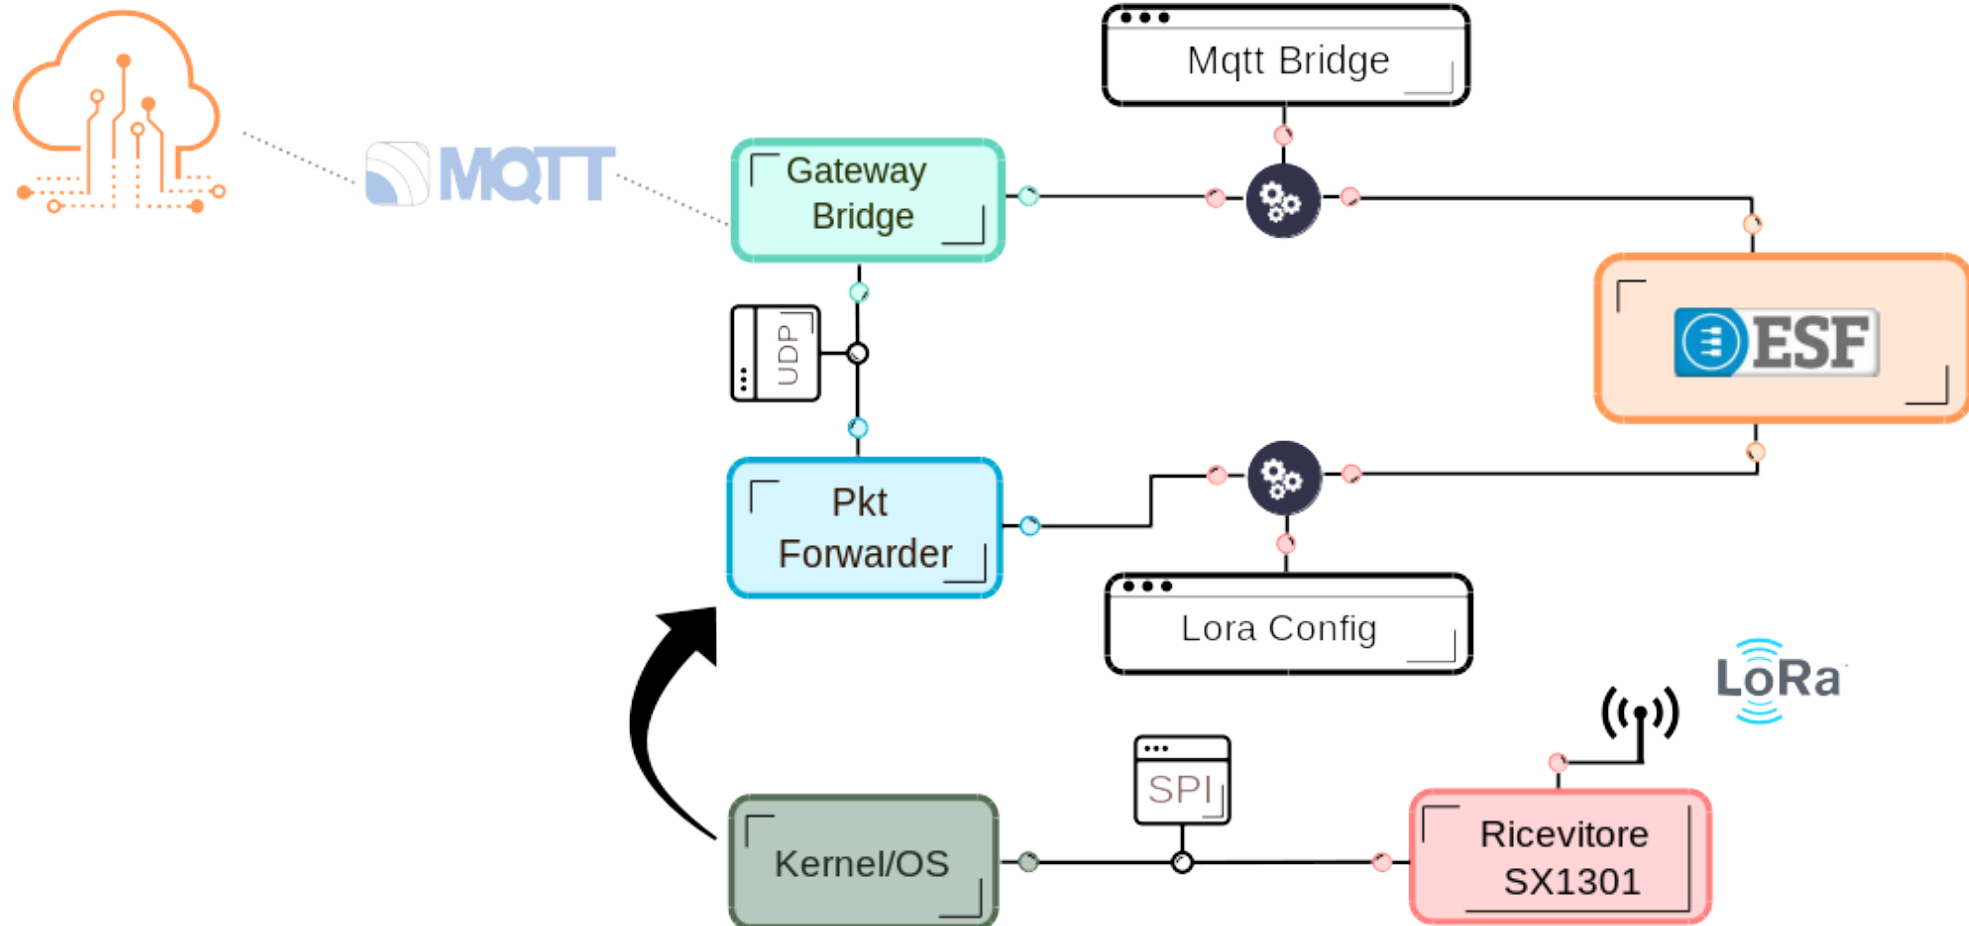 Mqtt Bridge
MQTT
Gateway
Bridge
UDP
ESF
Pkt
Forwarder
Lora Config
LoRa
SPI
Kernel/OS
Ricevitore
SX1301